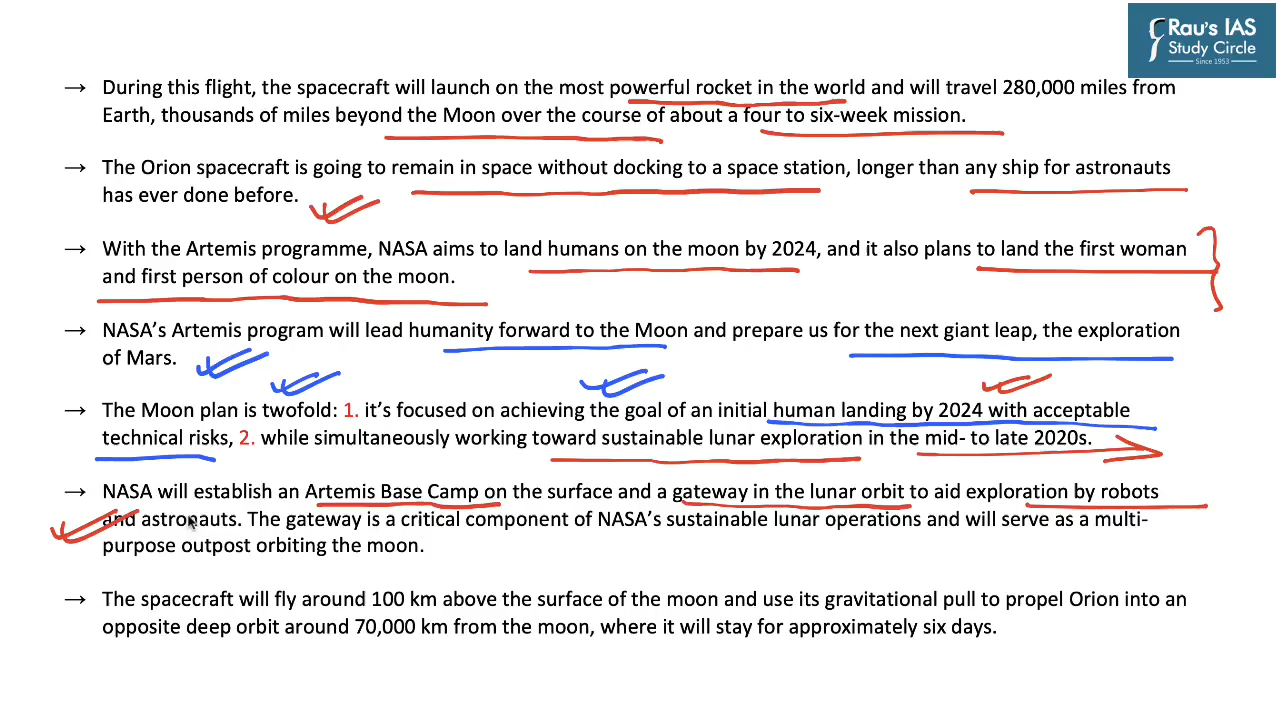 Rau's IAS
Study Circle
Since 1953
→ During this flight, the spacecraft will launch on the most powerful rocket in the world and will travel 280,000 miles from
Earth, thousands of miles beyond the Moon over the course of about a four to six-week mission.
→ The Orion spacecraft is going to remain in space without docking to a space station, longer than any ship for astronauts
has ever done before.
→ With the Artemis programme, NASA aims to land humans on the moon by 2024, and it also plans to land the first woman
and first person of colour on the moon.
→ NASA's Artemis program will lead humanity forward to the Moon and prepare us for the next giant leap, the exploration
of Mars.
→ The Moon plan is twofold: 1. it's focused on achieving the goal of an initial human landing by 2024 with acceptable
technical risks, 2. while simultaneously working toward sustainable lunar exploration in the mid- to late 2020s.
→ NASA will establish an Artemis Base Camp on the surface and a gateway in the lunar orbit to aid exploration by robots
and astronauts. The gateway is a critical component of NASA's sustainable lunar operations and will serve as a multi-
purpose outpost orbiting the moon.
→ The spacecraft will fly around 100 km above the surface of the moon and use its gravitational pull to propel Orion into an
opposite deep orbit around 70,000 km from the moon, where it will stay for approximately six days.